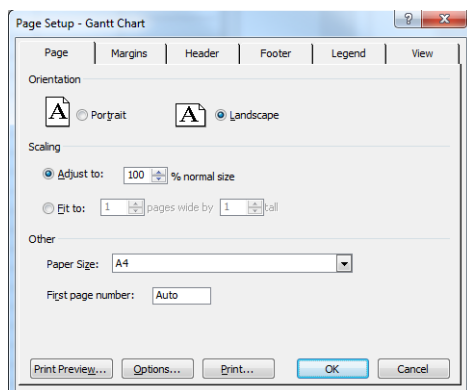 Page Setup - Gantt Chart
Page Margins Header Footer Legend View
Orientation
A Portrait A Landscape
Scaling
Adjust to: 100 % normal size
Fit to: 1 pages wide by 1 tall
Other
Paper Size: A4
First page number: Auto
Print Preview... Options... Print... OK Cancel